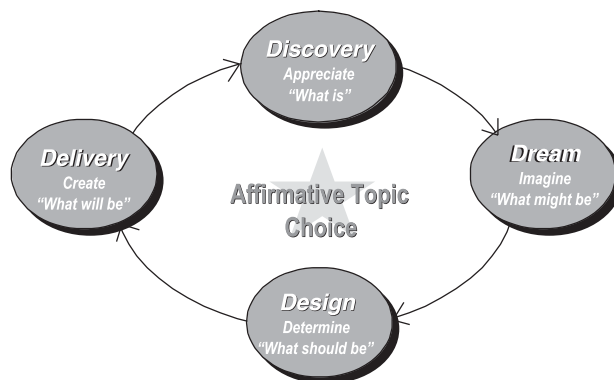 Discovery
Appreciate
“What is”
Dream
Imagine
“What might be”
Design
Determine
“What should be”
Delivery
Create
“What will be”
Affirmative Topic
Choice